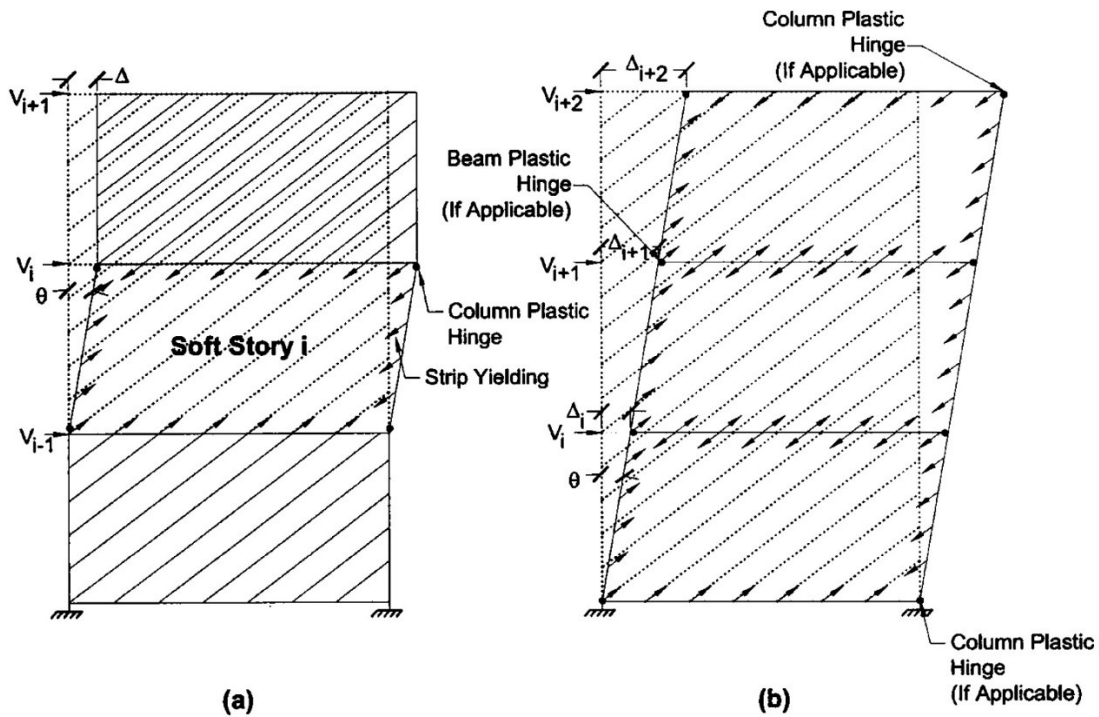 Δ
V_{i+1}
V_i
θ
Soft Story i
V_{i-1}
Column Plastic
Hinge
Strip Yielding
(a)
Column Plastic
Hinge
(If Applicable)
Δ_{i+2}
V_{i+2}
Beam Plastic
Hinge
(If Applicable)
Δ_{i+1}
V_{i+1}
Δ_i
V_i
θ
Column Plastic
Hinge
(If Applicable)
(b)